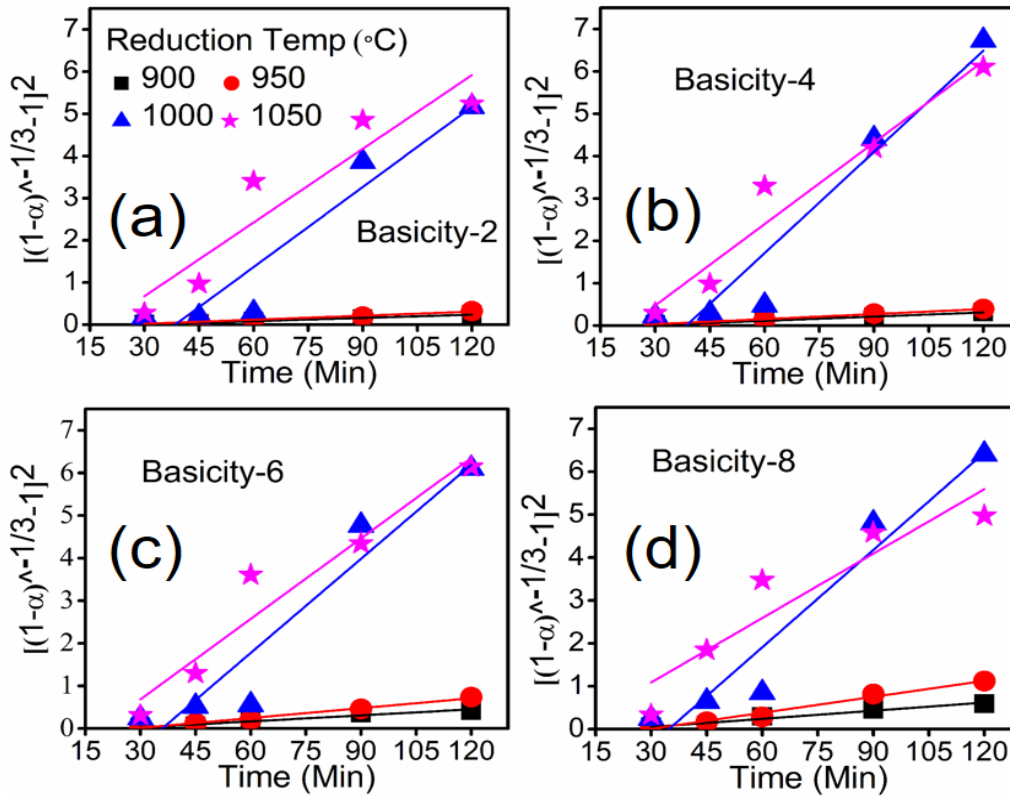 Reduction Temp (°C)
900 950
1000 1050
(a)
Basicity-2
[(1-α)^-1/3-1]2
7
6
5
4
3
2
1
0
15 30 45 60 75 90 105 120
Time (Min)
Basicity-4
(b)
[(1-α)^-1/3-1]2
7
6
5
4
3
2
1
0
15 30 45 60 75 90 105 120
Time (Min)
Basicity-6
(c)
[(1-α)^-1/3-1]2
7
6
5
4
3
2
1
0
15 30 45 60 75 90 105 120
Time (Min)
Basicity-8
(d)
[(1-α)^-1/3-1]2
7
6
5
4
3
2
1
0
15 30 45 60 75 90 105 120
Time (Min)